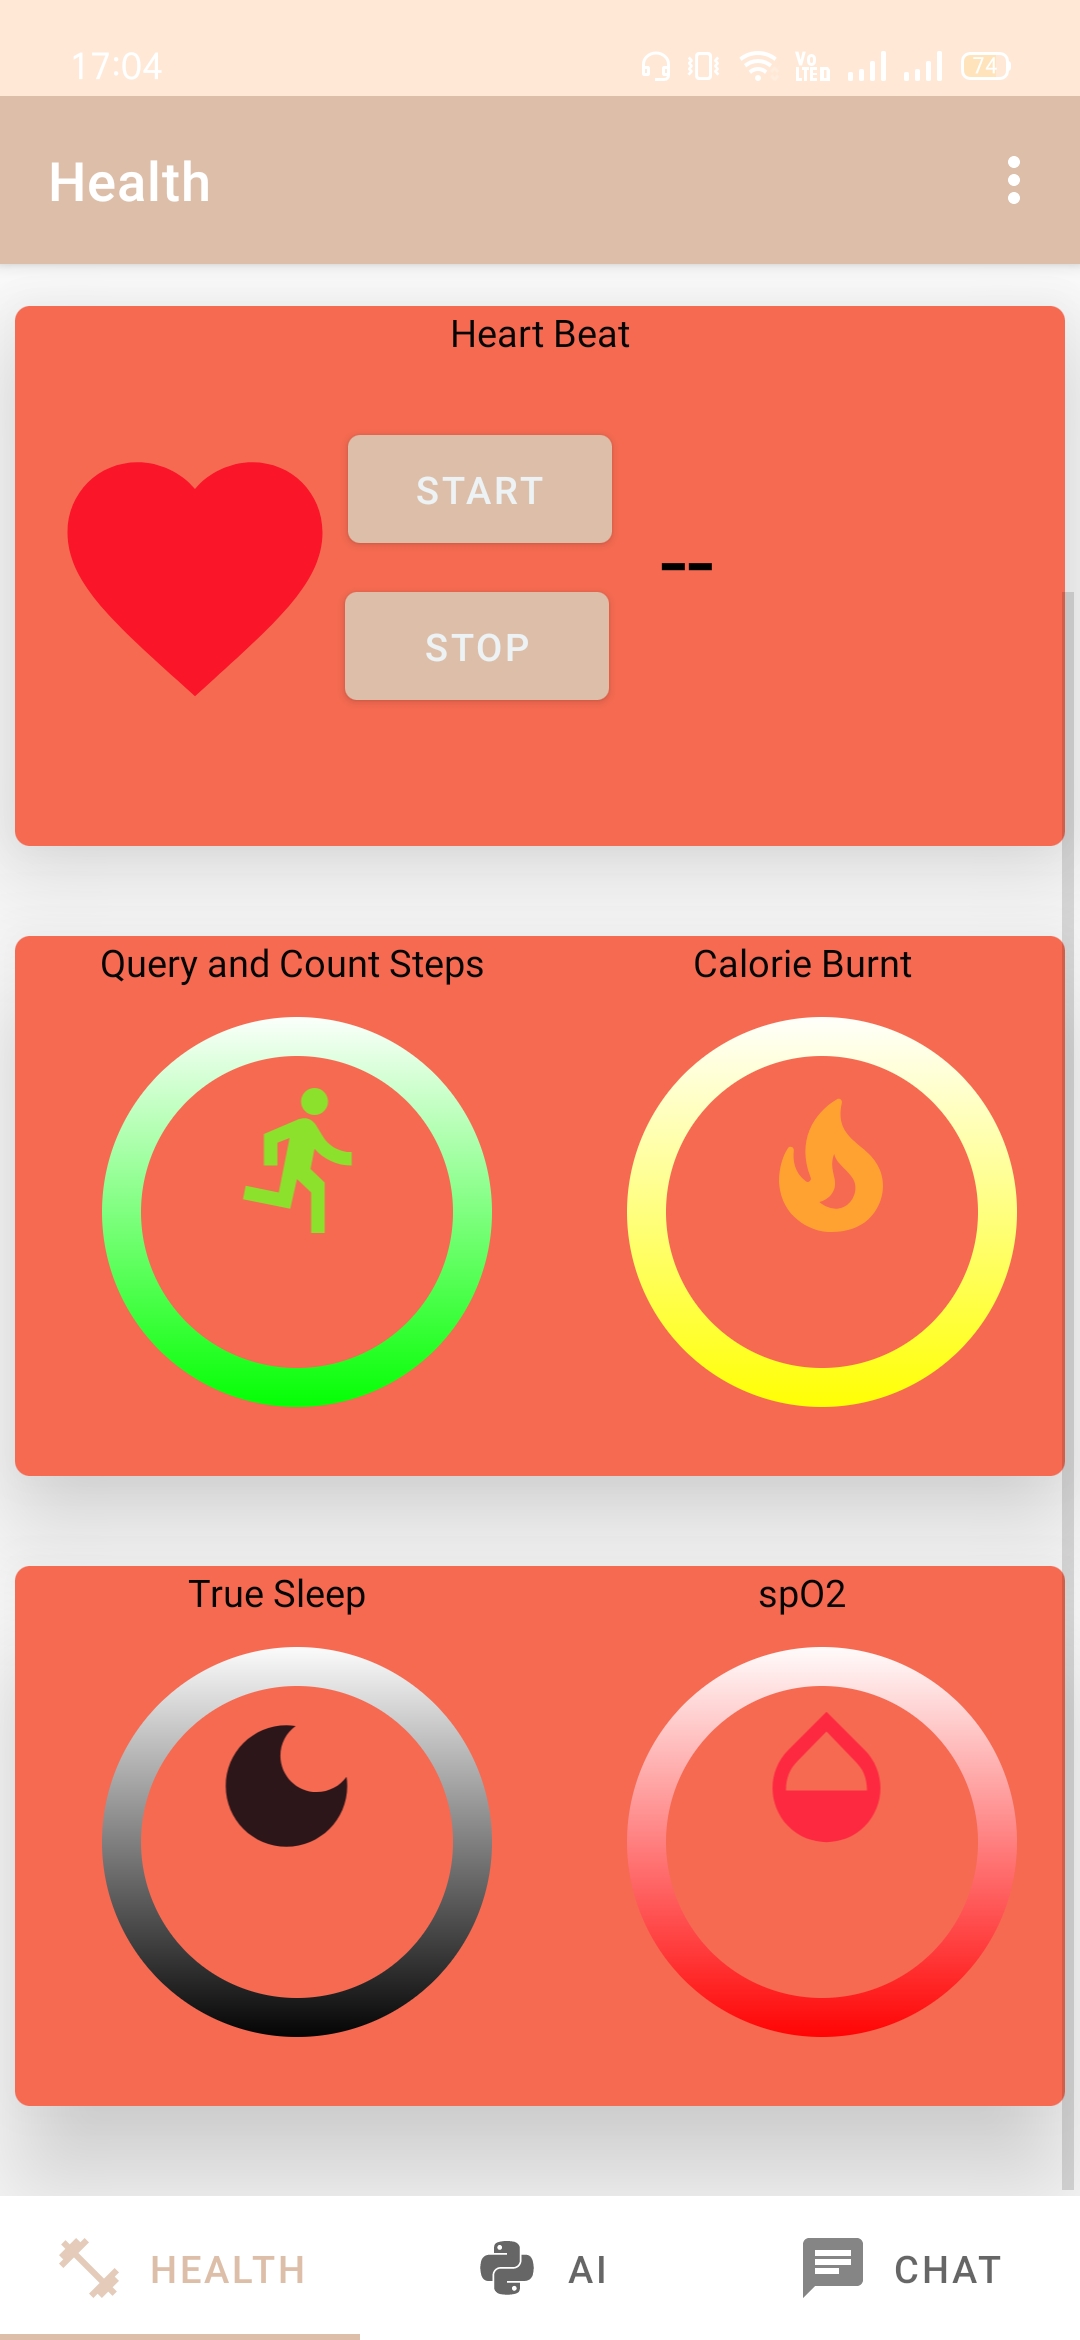 17:04
Vo
LTED
74
Health
Heart Beat
START
--
STOP
Query and Count Steps
Calorie Burnt
True Sleep
spO2
HEALTH
AI
CHAT